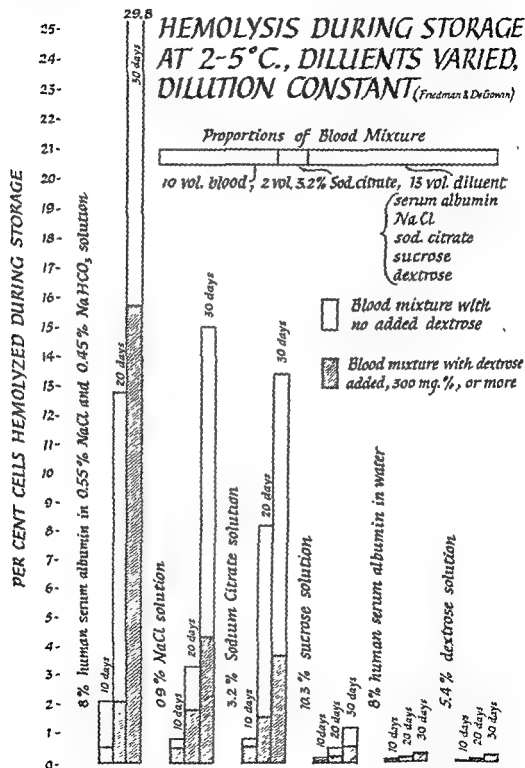 29.8
HEMOLYSIS DURING STORAGE
AT 2-5°C., DILUENTS VARIED,
DILUTION CONSTANT (Friedman & DeGowin)
Proportions of Blood Mixture
10 vol. blood, 2 vol. 3.2% Sod. citrate, 13 vol. diluent
serum albumin
NaCl
sod. citrate
sucrose
dextrose
Blood mixture with
no added dextrose
Blood mixture with dextrose
added, 300 mg.%, or more
PER CENT CELLS HEMOLYZED DURING STORAGE
25-
24-
23-
22-
21-
20-
19-
18-
17-
16-
15-
14-
13-
12-
11-
10-
9-
8-
7-
6-
5-
4-
3-
2-
1-
0-
8% human serum albumin in 0.55% NaCl and 0.45% NaHCO₃ solution
10 days
20 days
30 days
0.9% NaCl solution
10 days
20 days
30 days
3.2% Sodium Citrate solution
10 days
20 days
30 days
10.3% sucrose solution
10 days
20 days
30 days
8% human serum albumin in water
10 days
20 days
30 days
5.4% dextrose solution
10 days
20 days
30 days